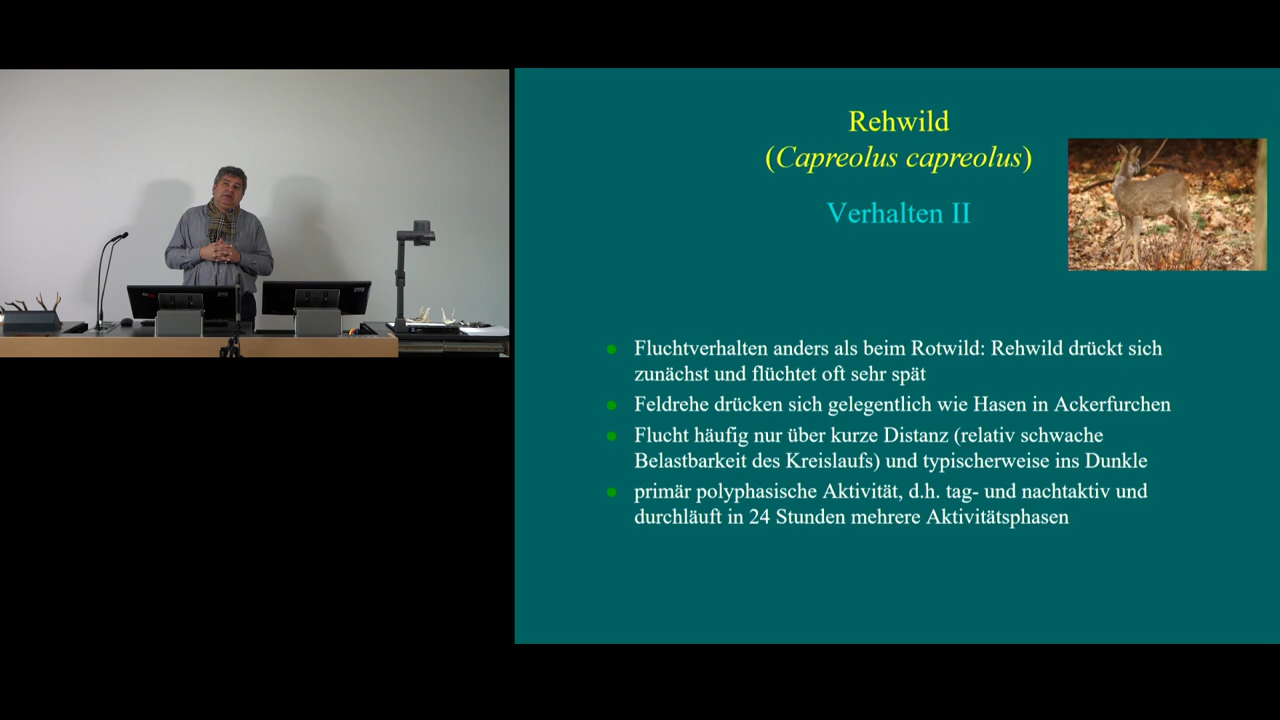 Rehwild
(Capreolus capreolus)
Verhalten II
Fluchtverhalten anders als beim Rotwild: Rehwild drückt sich
zunächst und flüchtet oft sehr spät
Feldrehe drücken sich gelegentlich wie Hasen in Ackerfurchen
Flucht häufig nur über kurze Distanz (relativ schwache
Belastbarkeit des Kreislaufs) und typischerweise ins Dunkle
primär polyphasische Aktivität, d.h. tag- und nachtaktiv und
durchläuft in 24 Stunden mehrere Aktivitätsphasen